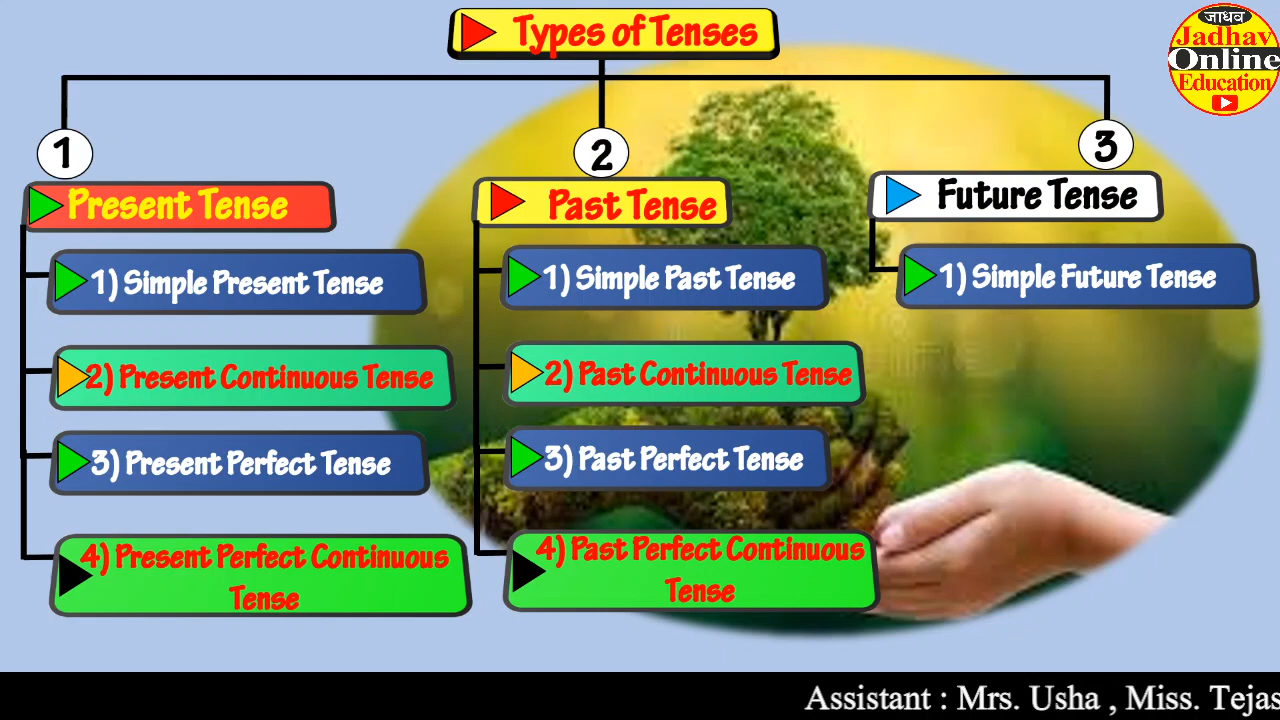 Types of Tenses
जाधव
Jadhav
Online
Education
1
2
3
Present Tense
Past Tense
Future Tense
1) Simple Present Tense
1) Simple Past Tense
1) Simple Future Tense
2) Present Continuous Tense
2) Past Continuous Tense
3) Present Perfect Tense
3) Past Perfect Tense
4) Present Perfect Continuous
Tense
4) Past Perfect Continuous
Tense
Assistant : Mrs. Usha , Miss. Tejas